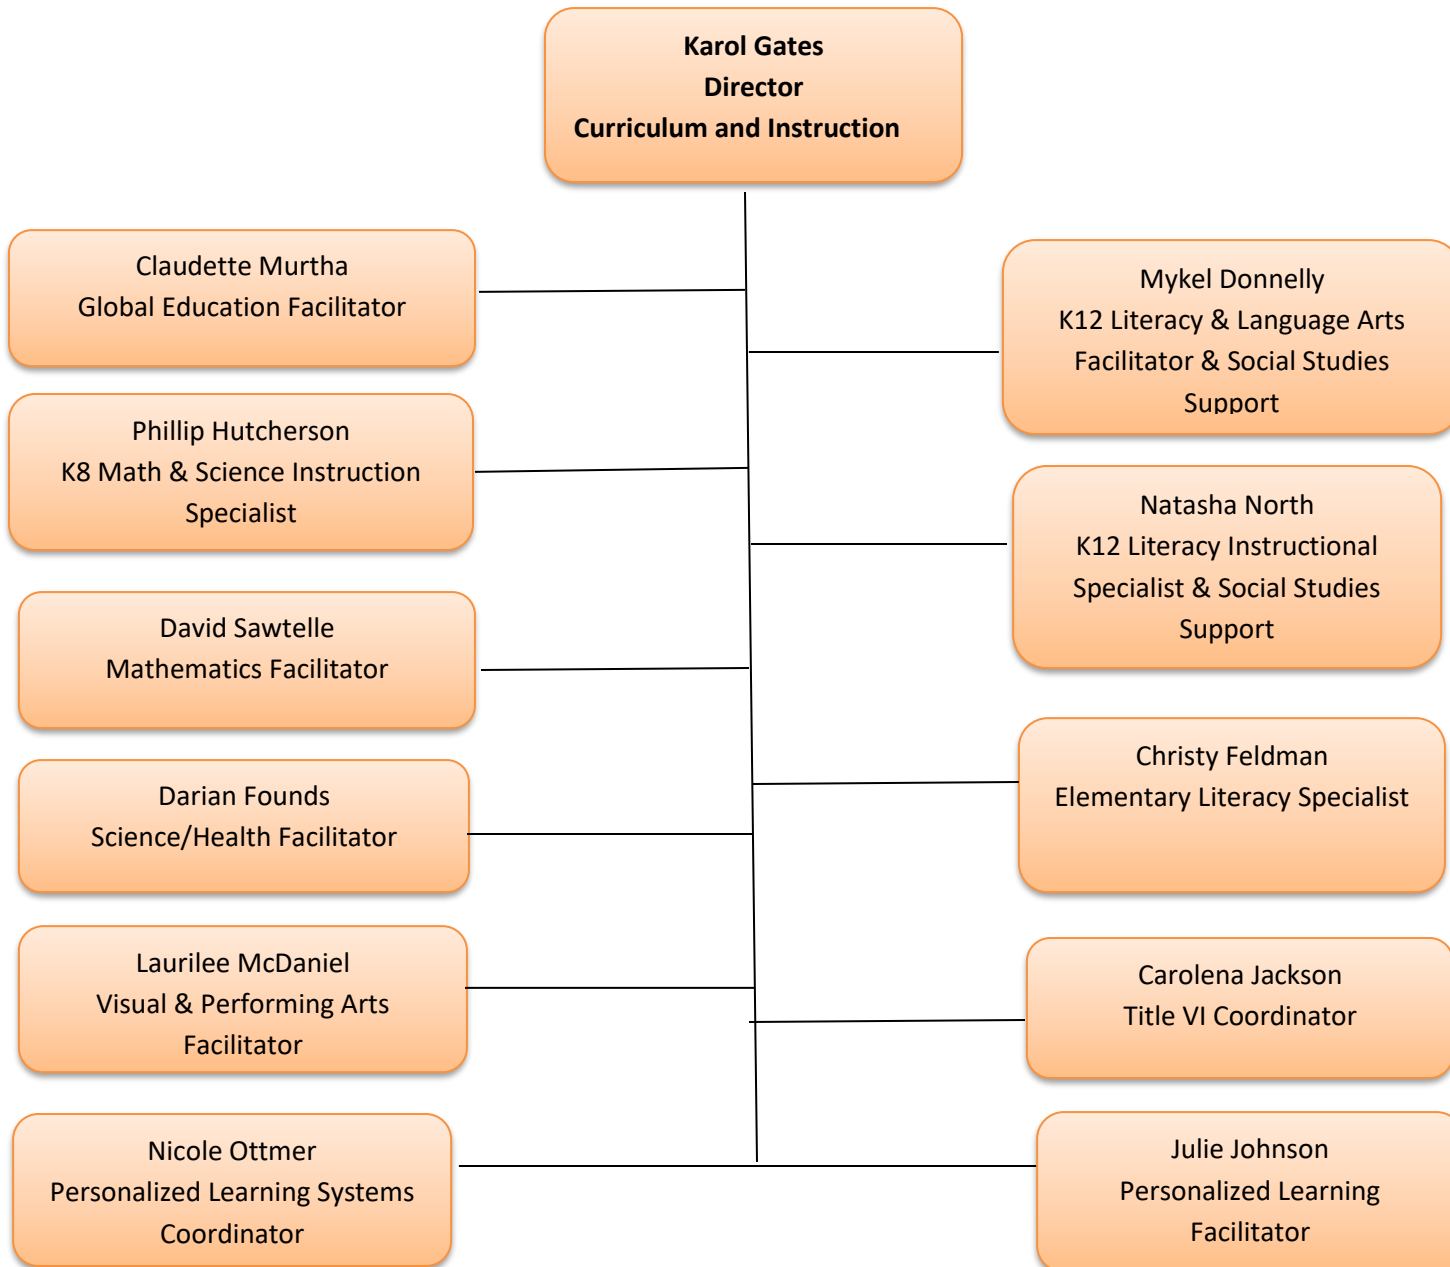 Karol Gates
Director
Curriculum and Instruction
Claudette Murtha
Global Education Facilitator
Phillip Hutcherson
K8 Math & Science Instruction
Specialist
David Sawtelle
Mathematics Facilitator
Darian Founds
Science/Health Facilitator
Laurilee McDaniel
Visual & Performing Arts
Facilitator
Nicole Ottmer
Personalized Learning Systems
Coordinator
Mykel Donnelly
K12 Literacy & Language Arts
Facilitator & Social Studies
Support
Natasha North
K12 Literacy Instructional
Specialist & Social Studies
Support
Christy Feldman
Elementary Literacy Specialist
Carolena Jackson
Title VI Coordinator
Julie Johnson
Personalized Learning
Facilitator